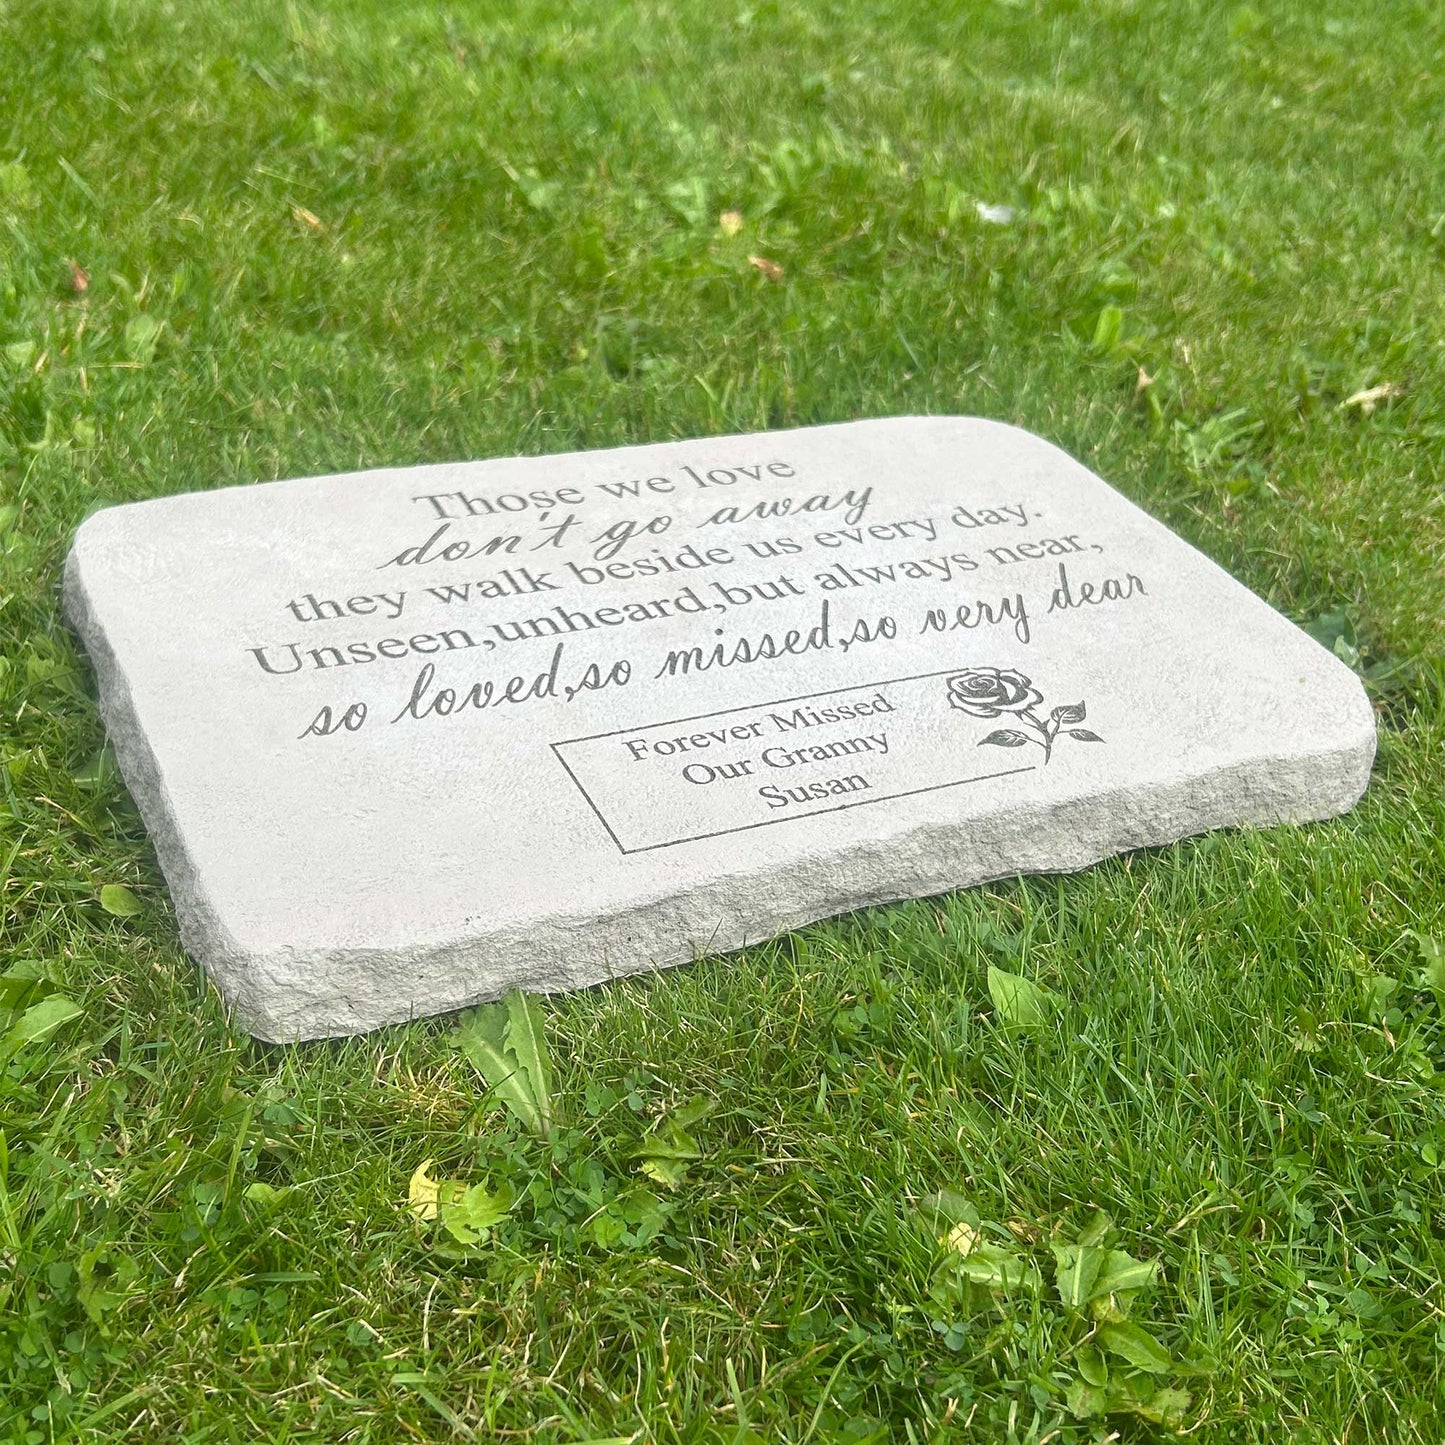 Those we love
don't go away
they walk beside us every day.
Unseen,unheard,but always near,
so loved,so missed,so very dear
Forever Missed
Our Granny
Susan